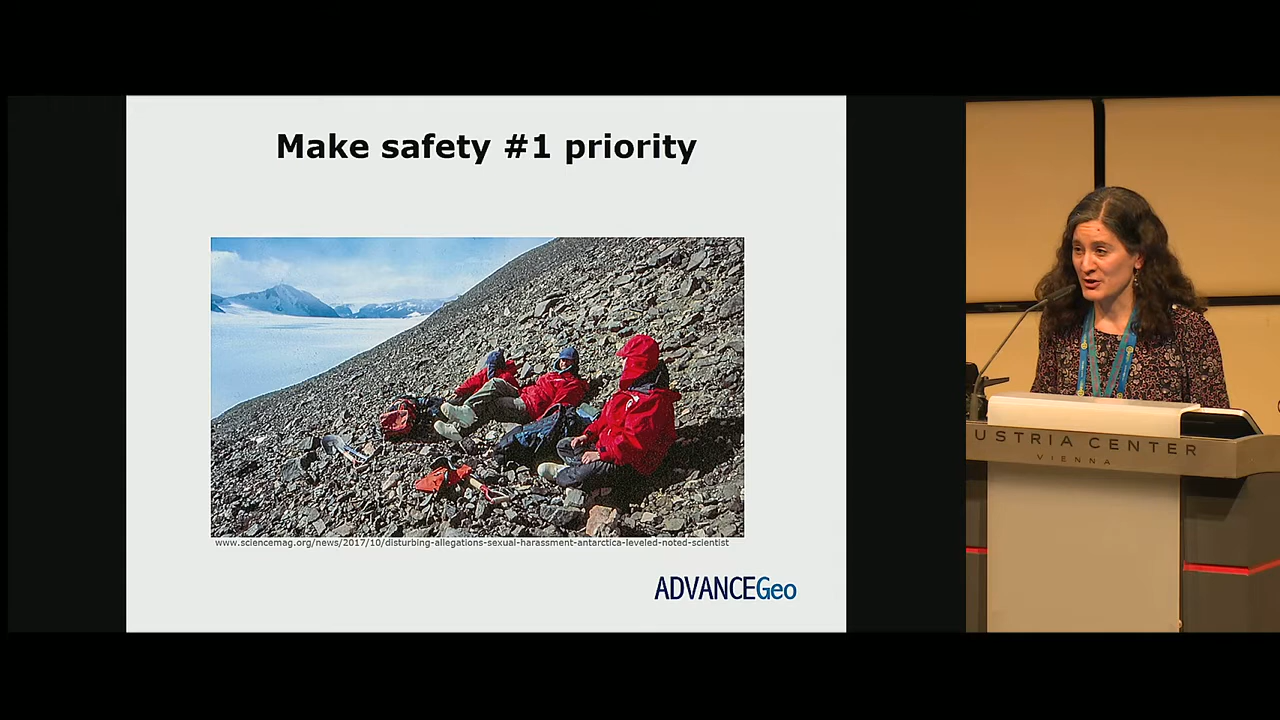 Make safety #1 priority
www.sciencemag.org/news/2017/10/disturbing-allegations-sexual-harassment-antarctica-leveled-noted-scientist
ADVANCEGeo
USTRIA CENTER
VIENNA